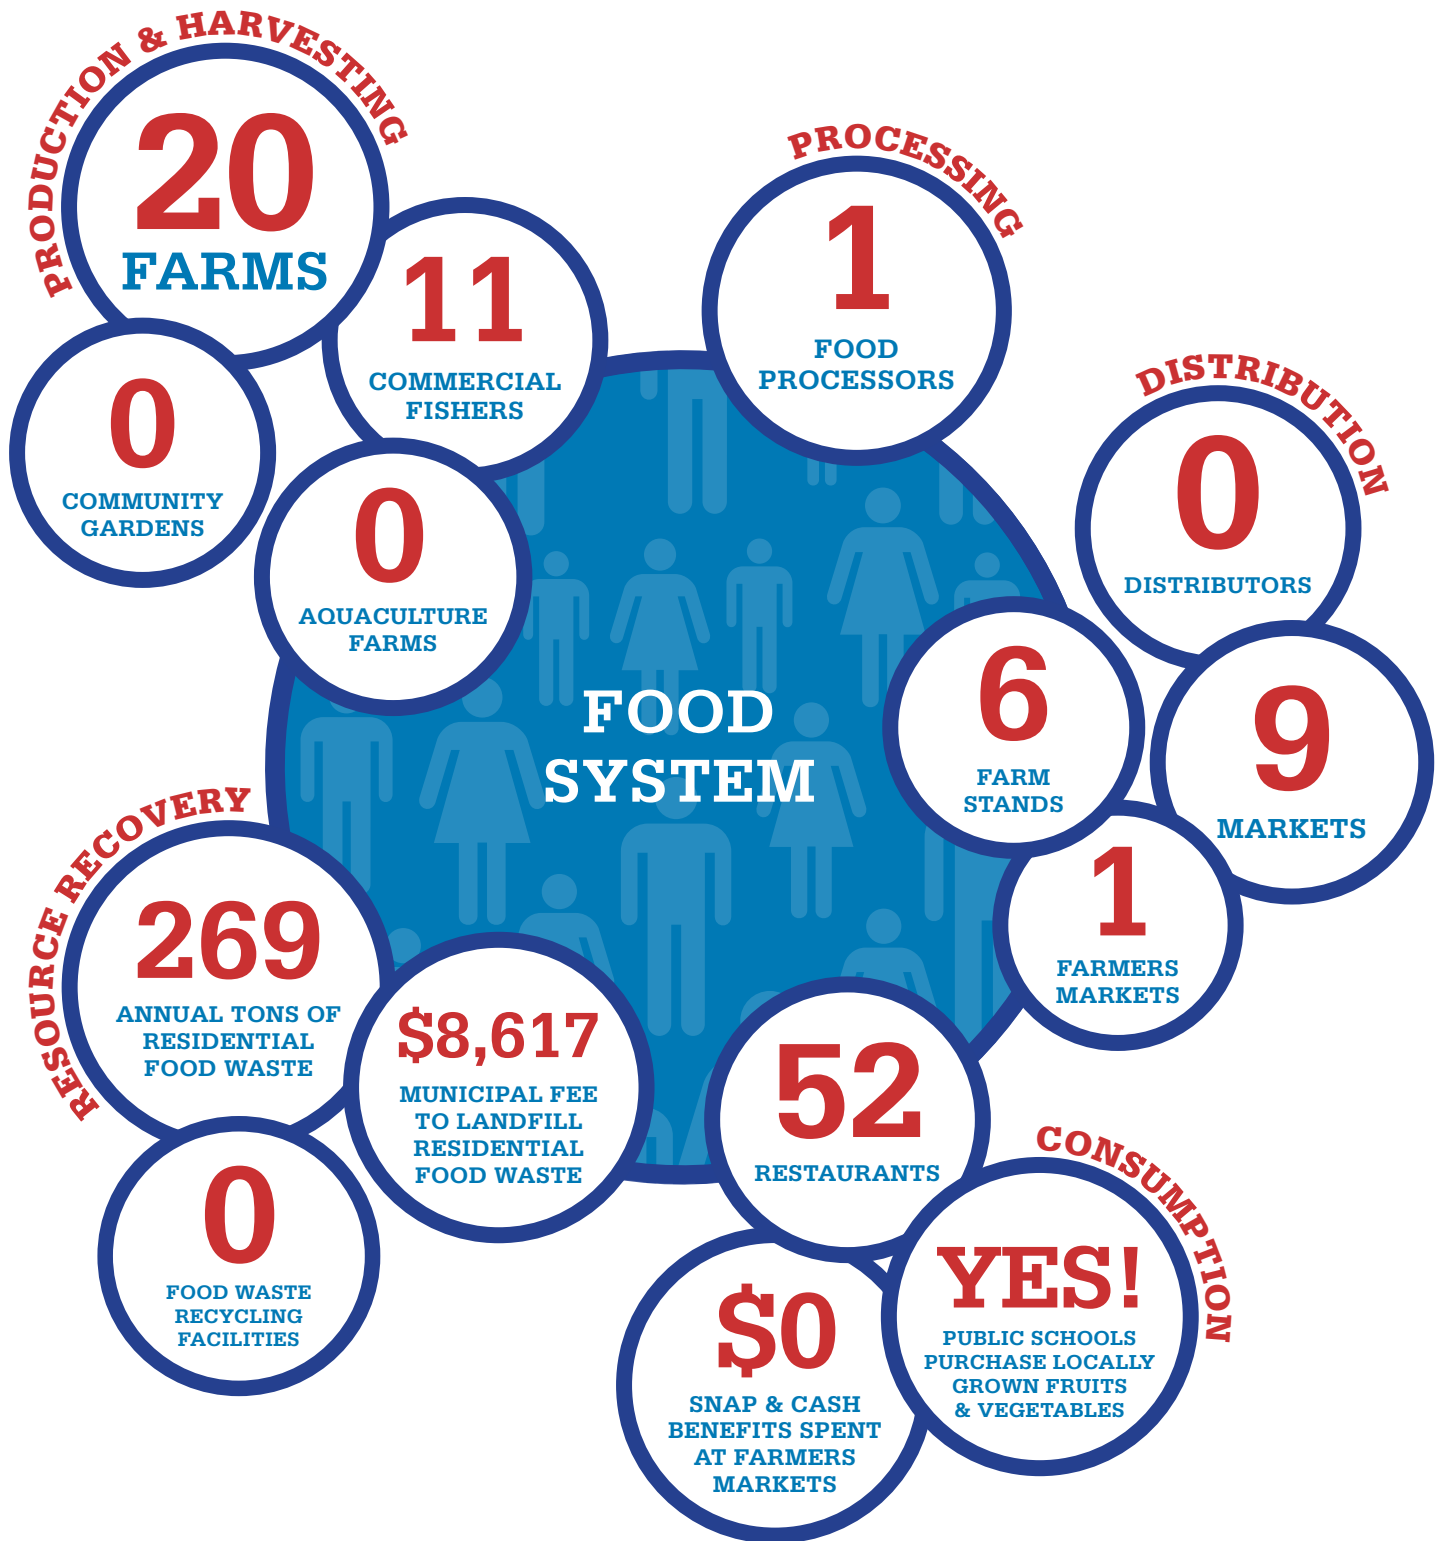 PRODUCTION & HARVESTING
20
FARMS
11
COMMERCIAL
FISHERS
0
COMMUNITY
GARDENS
0
AQUACULTURE
FARMS
PROCESSING
1
FOOD
PROCESSORS
DISTRIBUTION
0
DISTRIBUTORS
6
FARM
STANDS
9
MARKETS
1
FARMERS
MARKETS
FOOD
SYSTEM
RESOURCE RECOVERY
269
ANNUAL TONS OF
RESIDENTIAL
FOOD WASTE
$8,617
MUNICIPAL FEE
TO LANDFILL
RESIDENTIAL
FOOD WASTE
0
FOOD WASTE
RECYCLING
FACILITIES
CONSUMPTION
52
RESTAURANTS
YES!
PUBLIC SCHOOLS
PURCHASE LOCALLY
GROWN FRUITS
& VEGETABLES
$0
SNAP & CASH
BENEFITS SPENT
AT FARMERS
MARKETS